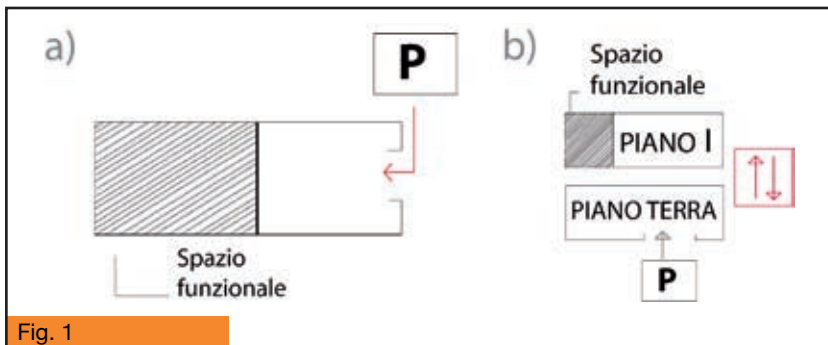 a)
P
Spazio
funzionale
b)
Spazio
funzionale
PIANO I
PIANO TERRA
P
Fig. 1